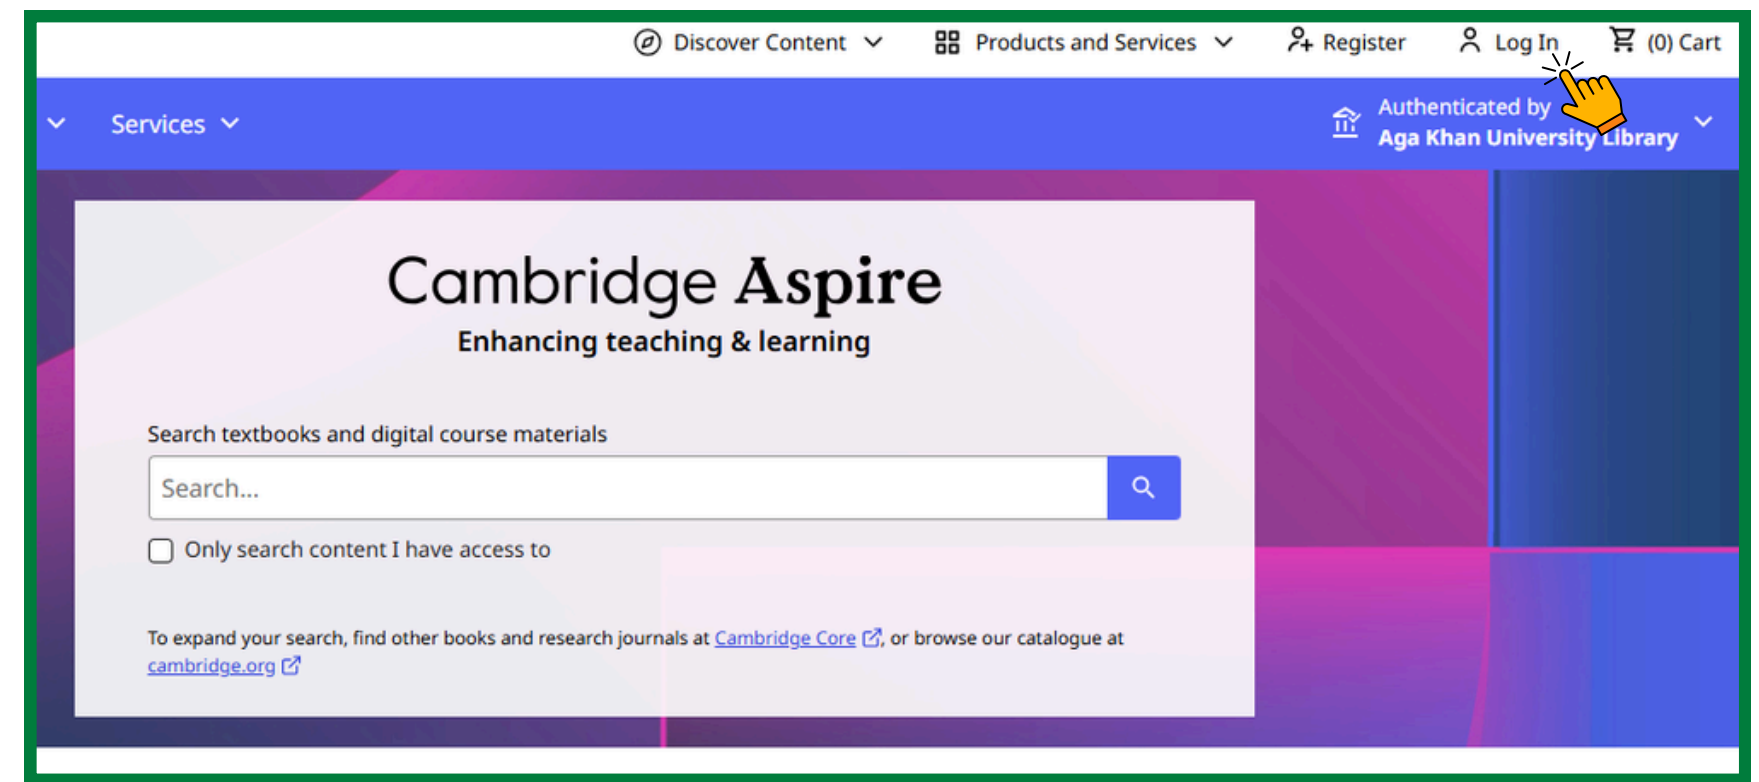 Discover Content Products and Services Register Log In (0) Cart
Services
Authenticated by
Aga Khan University Library
Cambridge Aspire
Enhancing teaching & learning
Search textbooks and digital course materials
Search...
Only search content I have access to
To expand your search, find other books and research journals at Cambridge Core, or browse our catalogue at
cambridge.org